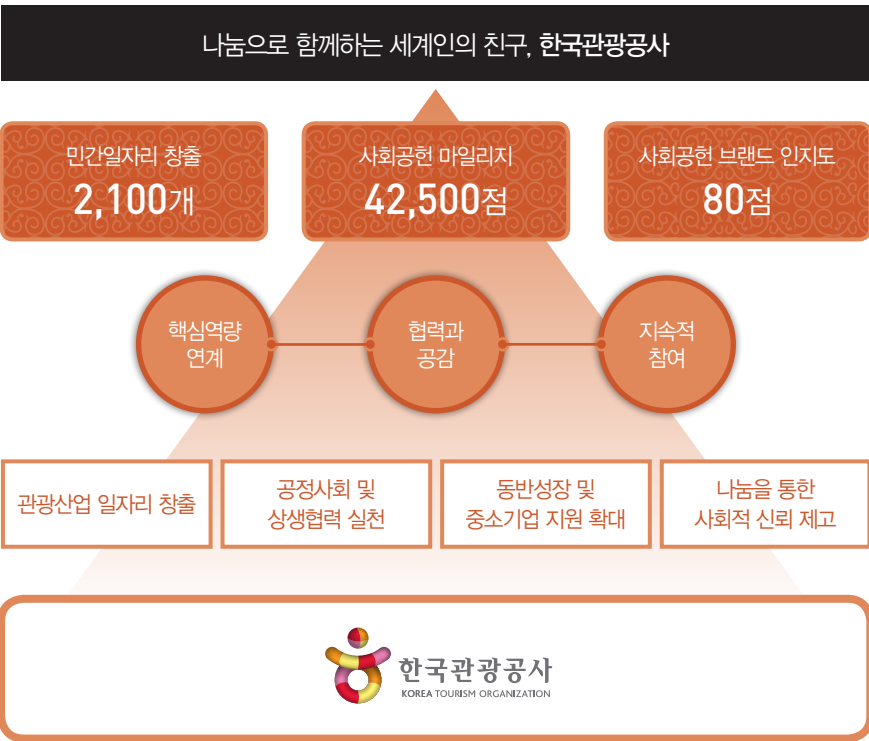 나눔으로 함께하는 세계인의 친구, 한국관광공사
민간일자리 창출
2,100개
사회공헌 마일리지
42,500점
사회공헌 브랜드 인지도
80점
핵심역량
연계
협력과
공감
지속적
참여
관광산업 일자리 창출
공정사회 및
상생협력 실천
동반성장 및
중소기업 지원 확대
나눔을 통한
사회적 신뢰 제고
한국관광공사
KOREA TOURISM ORGANIZATION